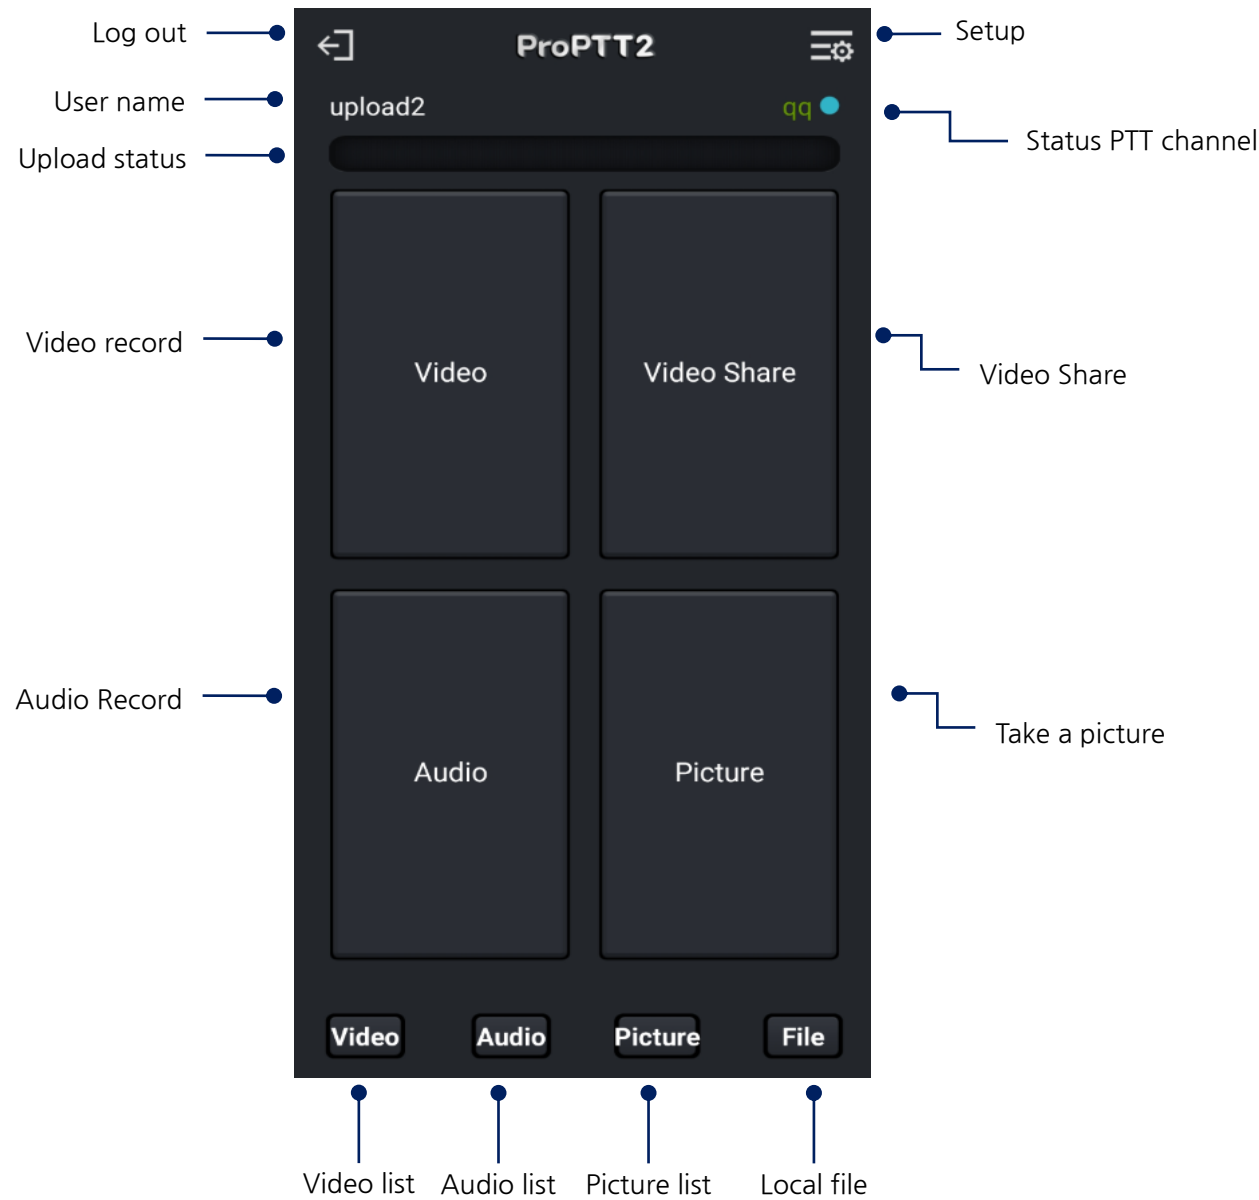 Log out
ProPTT2
Setup
User name
upload2
qq
Status PTT channel
Upload status
Video record
Video
Video Share
Video Share
Audio Record
Audio
Picture
Take a picture
Video
Audio
Picture
File
Video list
Audio list
Picture list
Local file